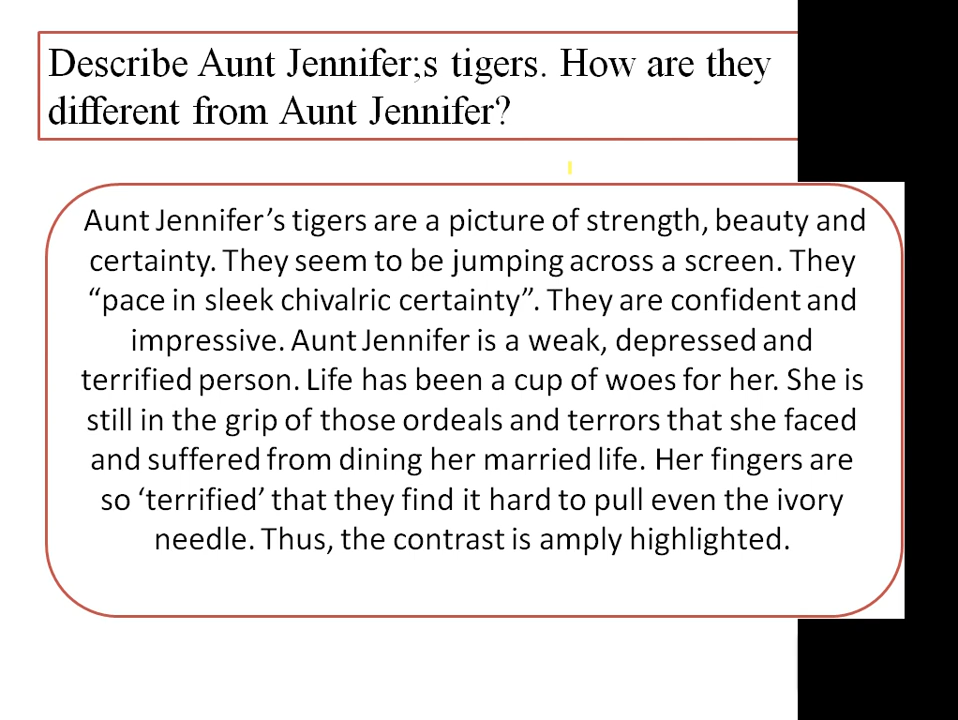 Describe Aunt Jennifer;s tigers. How are they
different from Aunt Jennifer?
Aunt Jennifer’s tigers are a picture of strength, beauty and
certainty. They seem to be jumping across a screen. They
“pace in sleek chivalric certainty”. They are confident and
impressive. Aunt Jennifer is a weak, depressed and
terrified person. Life has been a cup of woes for her. She is
still in the grip of those ordeals and terrors that she faced
and suffered from dining her married life. Her fingers are
so ‘terrified’ that they find it hard to pull even the ivory
needle. Thus, the contrast is amply highlighted.